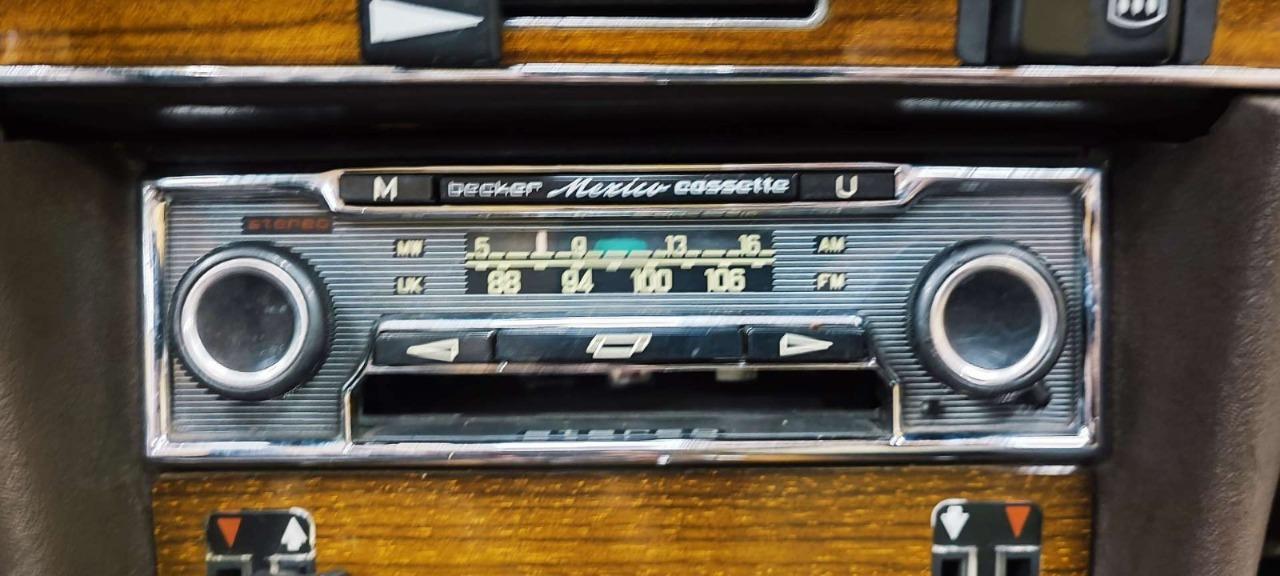 M becker Mexico cassette U
stereo
MW 5 9 13 16 AM
UK 88 94 100 106 FM